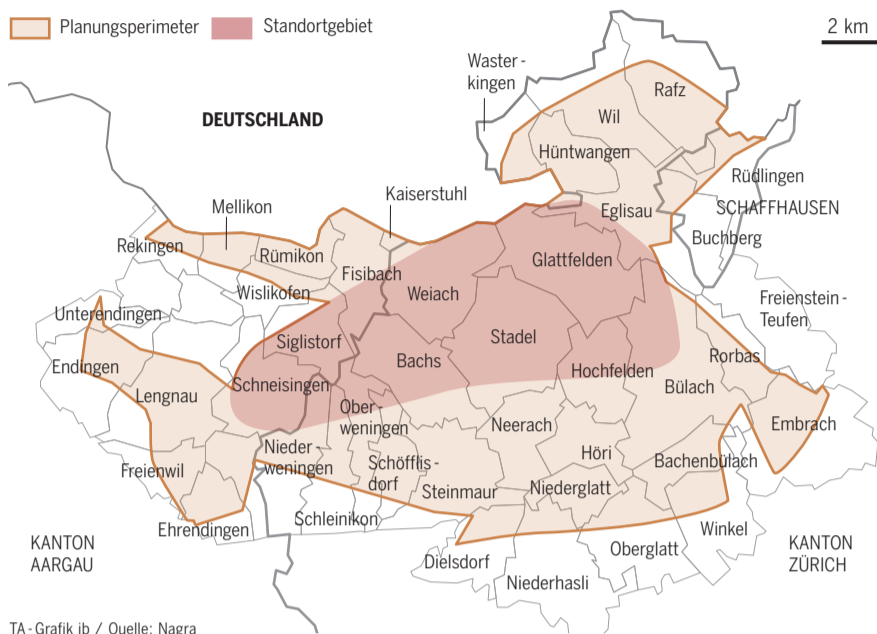 Planungsperimeter
Standortgebiet
2 km
Waster-
kingen
Rafz
DEUTSCHLAND
Wil
Hüntwangen
Rüdlingen
Kaiserstuhl
Mellikon
Eglisau
SCHAFFHAUSEN
Rekingen
Buchberg
Rümikon
Fisibach
Glattfelden
Wislikofen
Weiach
Freienstein-
Teufen
Unterendingen
Siglistorf
Stadel
Endingen
Bachs
Rorbas
Schneisingen
Hochfelden
Bülach
Lengnau
Ober-
weningen
Neerach
Embrach
Nieder-
weningen
Höri
Schöfflis-
dorf
Bachenbülach
Freienwil
Steinmaur
Niederglatt
Schleinikon
Ehrendingen
Winkel
KANTON
AARGAU
Oberglatt
KANTON
ZÜRICH
Dielsdorf
Niederhasli
TA-Grafik ib / Quelle: Nagra